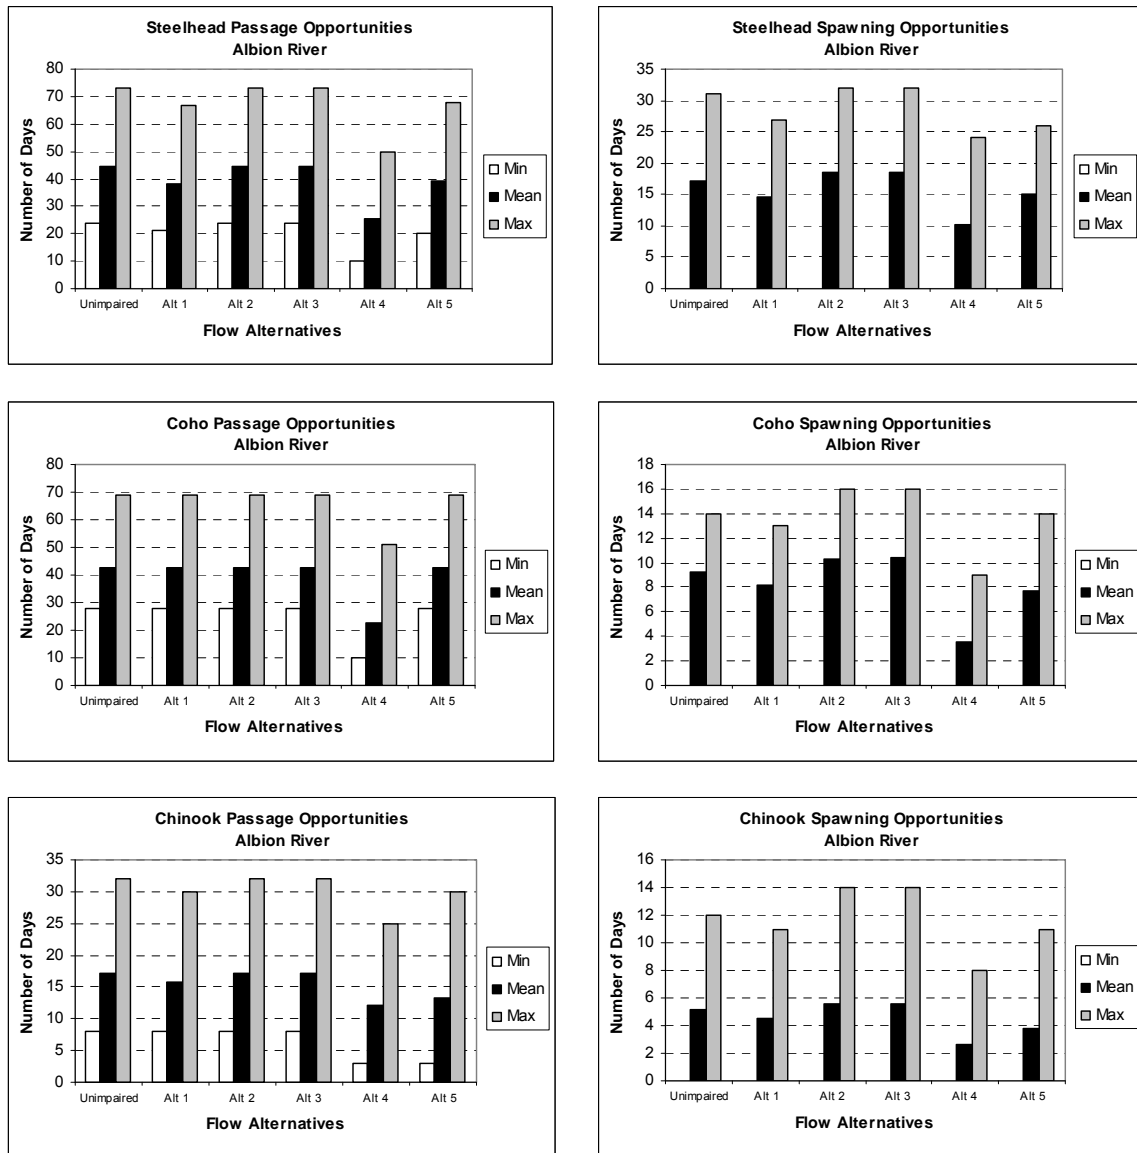 Steelhead Passage Opportunities
Albion River
80
70
60
50
40
30
20
10
0
Number of Days
Unimpaired Alt 1 Alt 2 Alt 3 Alt 4 Alt 5
Flow Alternatives
Min
Mean
Max
Steelhead Spawning Opportunities
Albion River
35
30
25
20
15
10
5
0
Number of Days
Unimpaired Alt 1 Alt 2 Alt 3 Alt 4 Alt 5
Flow Alternatives
Min
Mean
Max
Coho Passage Opportunities
Albion River
80
70
60
50
40
30
20
10
0
Number of Days
Unimpaired Alt 1 Alt 2 Alt 3 Alt 4 Alt 5
Flow Alternatives
Min
Mean
Max
Coho Spawning Opportunities
Albion River
18
16
14
12
10
8
6
4
2
0
Number of Days
Unimpaired Alt 1 Alt 2 Alt 3 Alt 4 Alt 5
Flow Alternatives
Min
Mean
Max
Chinook Passage Opportunities
Albion River
35
30
25
20
15
10
5
0
Number of Days
Unimpaired Alt 1 Alt 2 Alt 3 Alt 4 Alt 5
Flow Alternatives
Min
Mean
Max
Chinook Spawning Opportunities
Albion River
16
14
12
10
8
6
4
2
0
Number of Days
Unimpaired Alt 1 Alt 2 Alt 3 Alt 4 Alt 5
Flow Alternatives
Min
Mean
Max